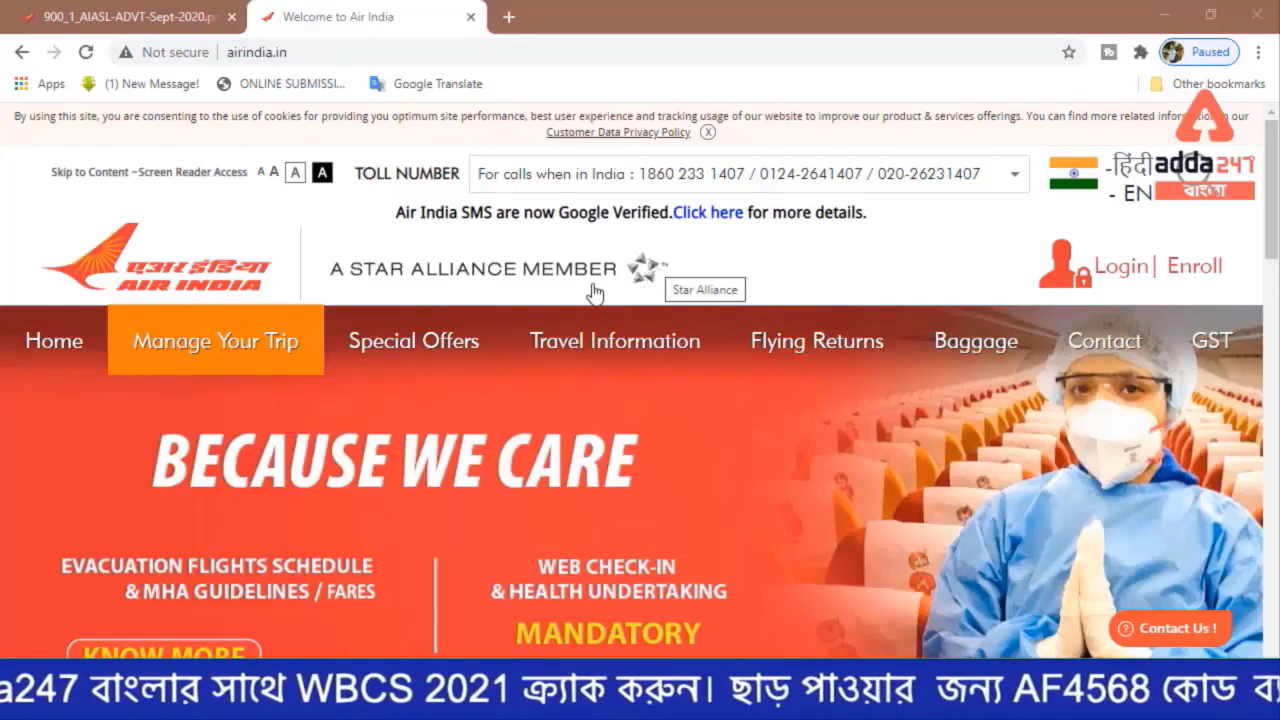 900_1_AIASL-ADVT-Sept-2020.p
Welcome to Air India
Not secure airindia.in
Paused
Apps
(1) New Message!
ONLINE SUBMISSI...
Google Translate
Other bookmarks
By using this site, you are consenting to the use of cookies for providing you optimum site performance, best user experience and tracking usage of our website to improve our product & services offerings. You can find more related on our
Customer Data Privacy Policy (X)
Skip to Content ~Screen Reader Access A A A A
TOLL NUMBER
For calls when in India : 1860 233 1407 / 0124-2641407 / 020-26231407
-हिंदी
- EN
adda247
বাংলা
Air India SMS are now Google Verified.Click here for more details.
एअर इंडिया
AIR INDIA
A STAR ALLIANCE MEMBER ™
Star Alliance
Login| Enroll
Home
Manage Your Trip
Special Offers
Travel Information
Flying Returns
Baggage
Contact
GST
BECAUSE WE CARE
EVACUATION FLIGHTS SCHEDULE
& MHA GUIDELINES / FARES
KNOW MORE
WEB CHECK-IN
& HEALTH UNDERTAKING
MANDATORY
Contact Us !
a247 বাংলার সাথে WBCS 2021 ক্র্যাক করুন। ছাড় পাওয়ার জন্য AF4568 কোড ব্য